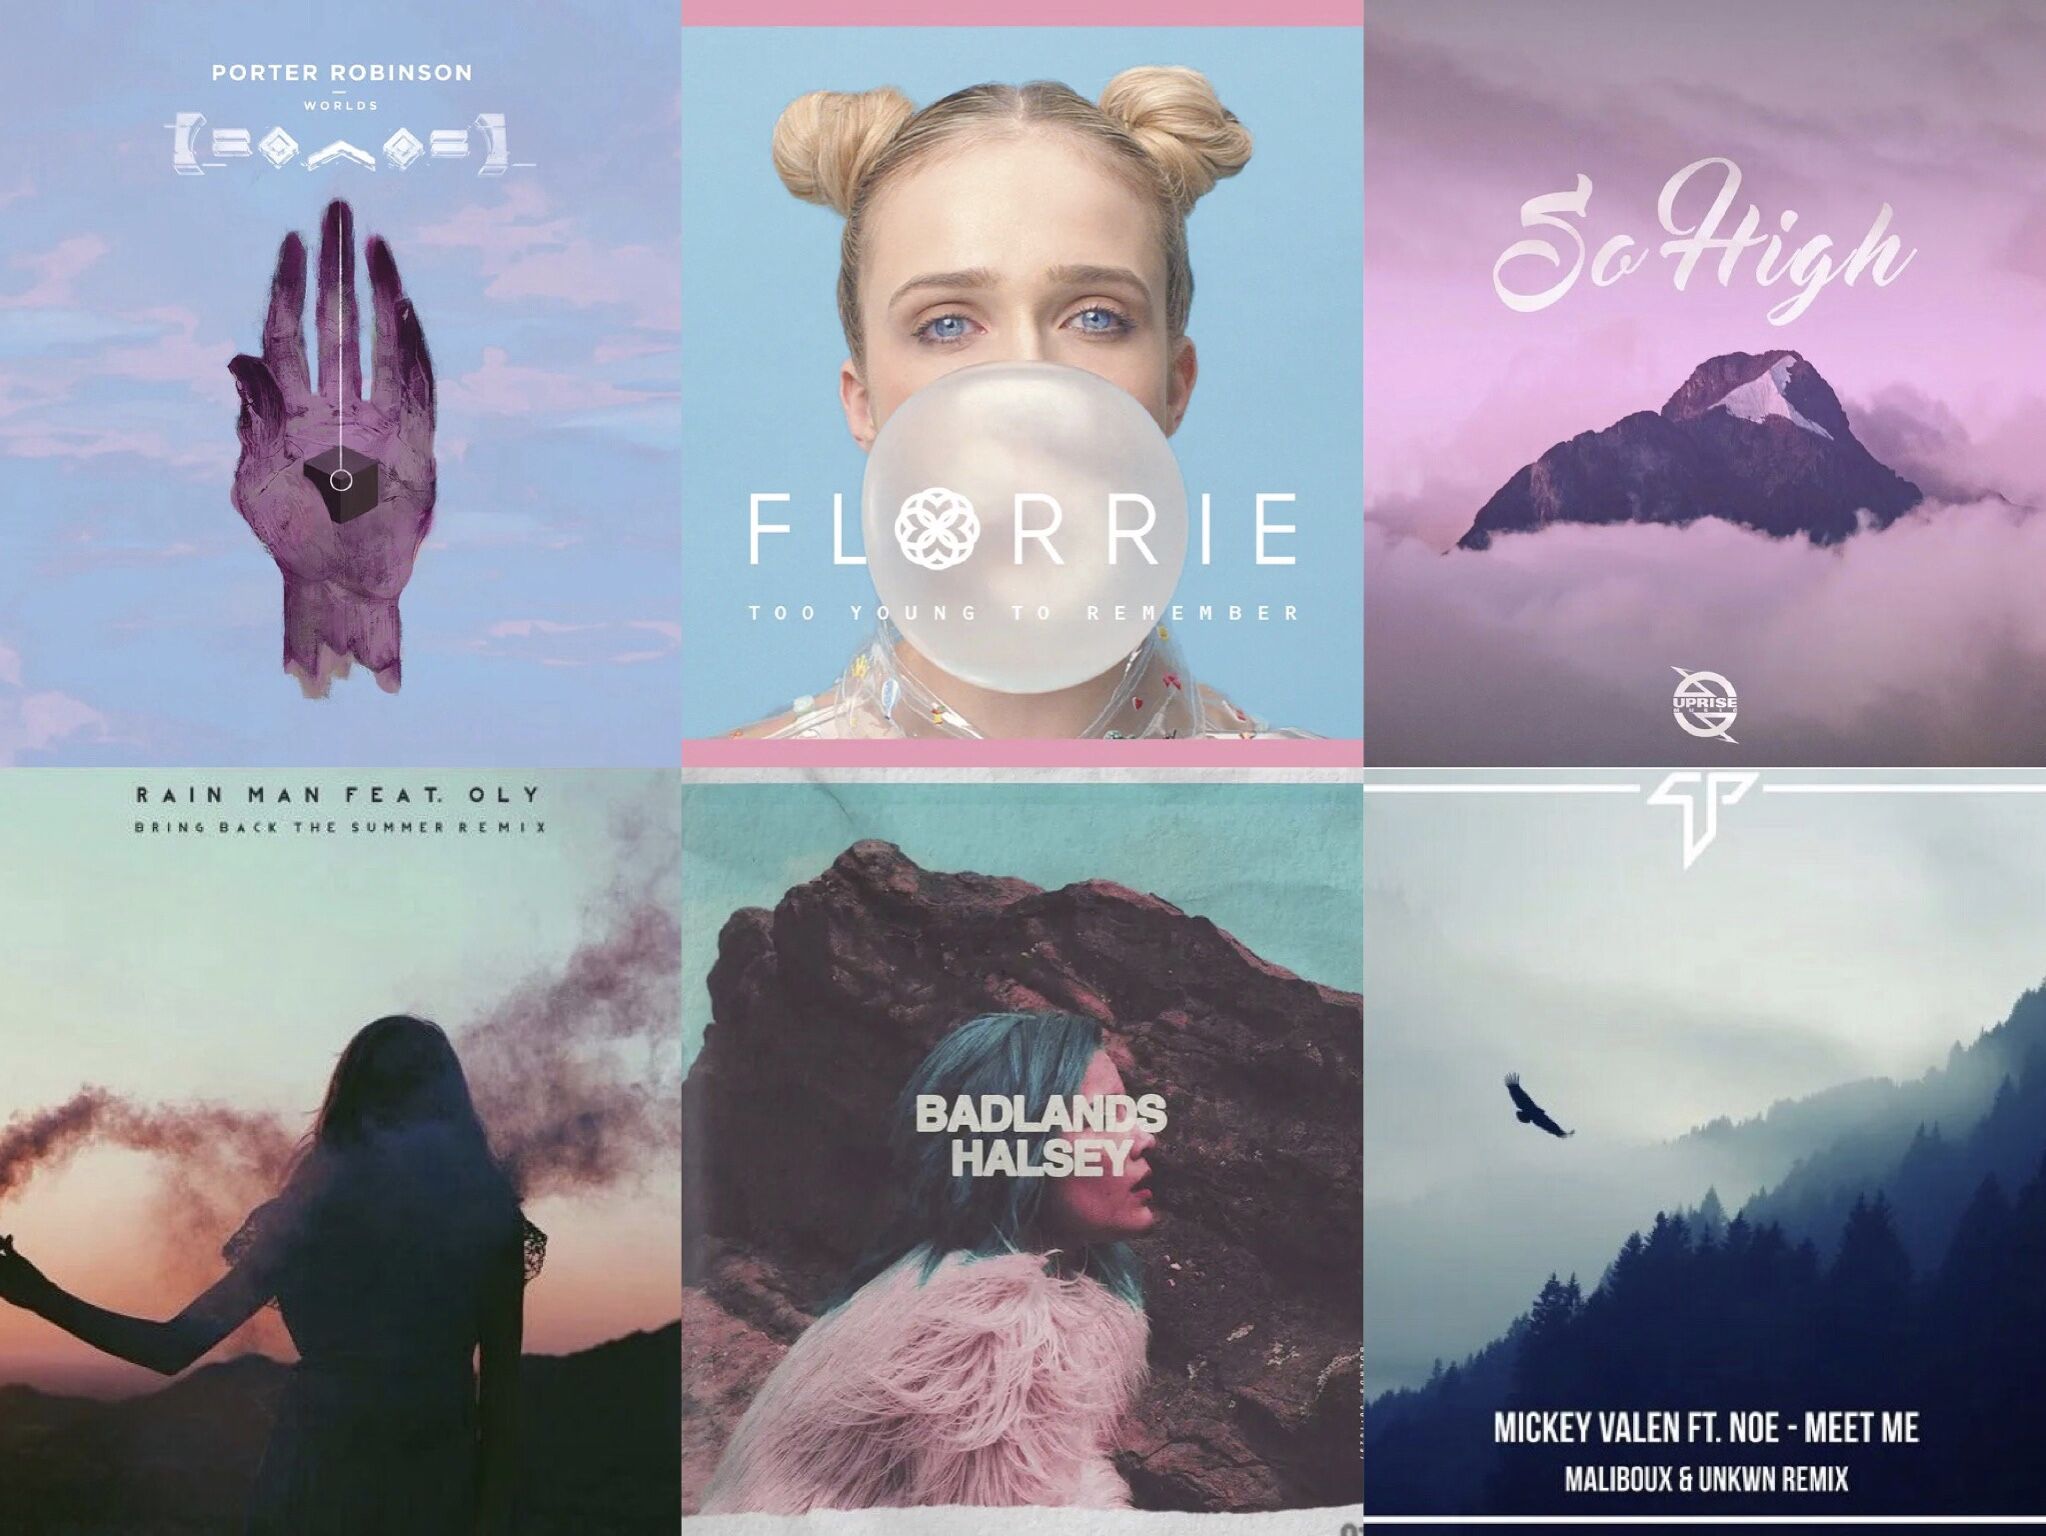 PORTER ROBINSON
WORLDS
FLORRIE
TOO YOUNG TO REMEMBER
So High
UPRISE
MUSIC
RAIN MAN FEAT. OLY
BRING BACK THE SUMMER REMIX
BADLANDS
HALSEY
MICKEY VALEN FT. NOE - MEET ME
MALIBOUX & UNKWN REMIX